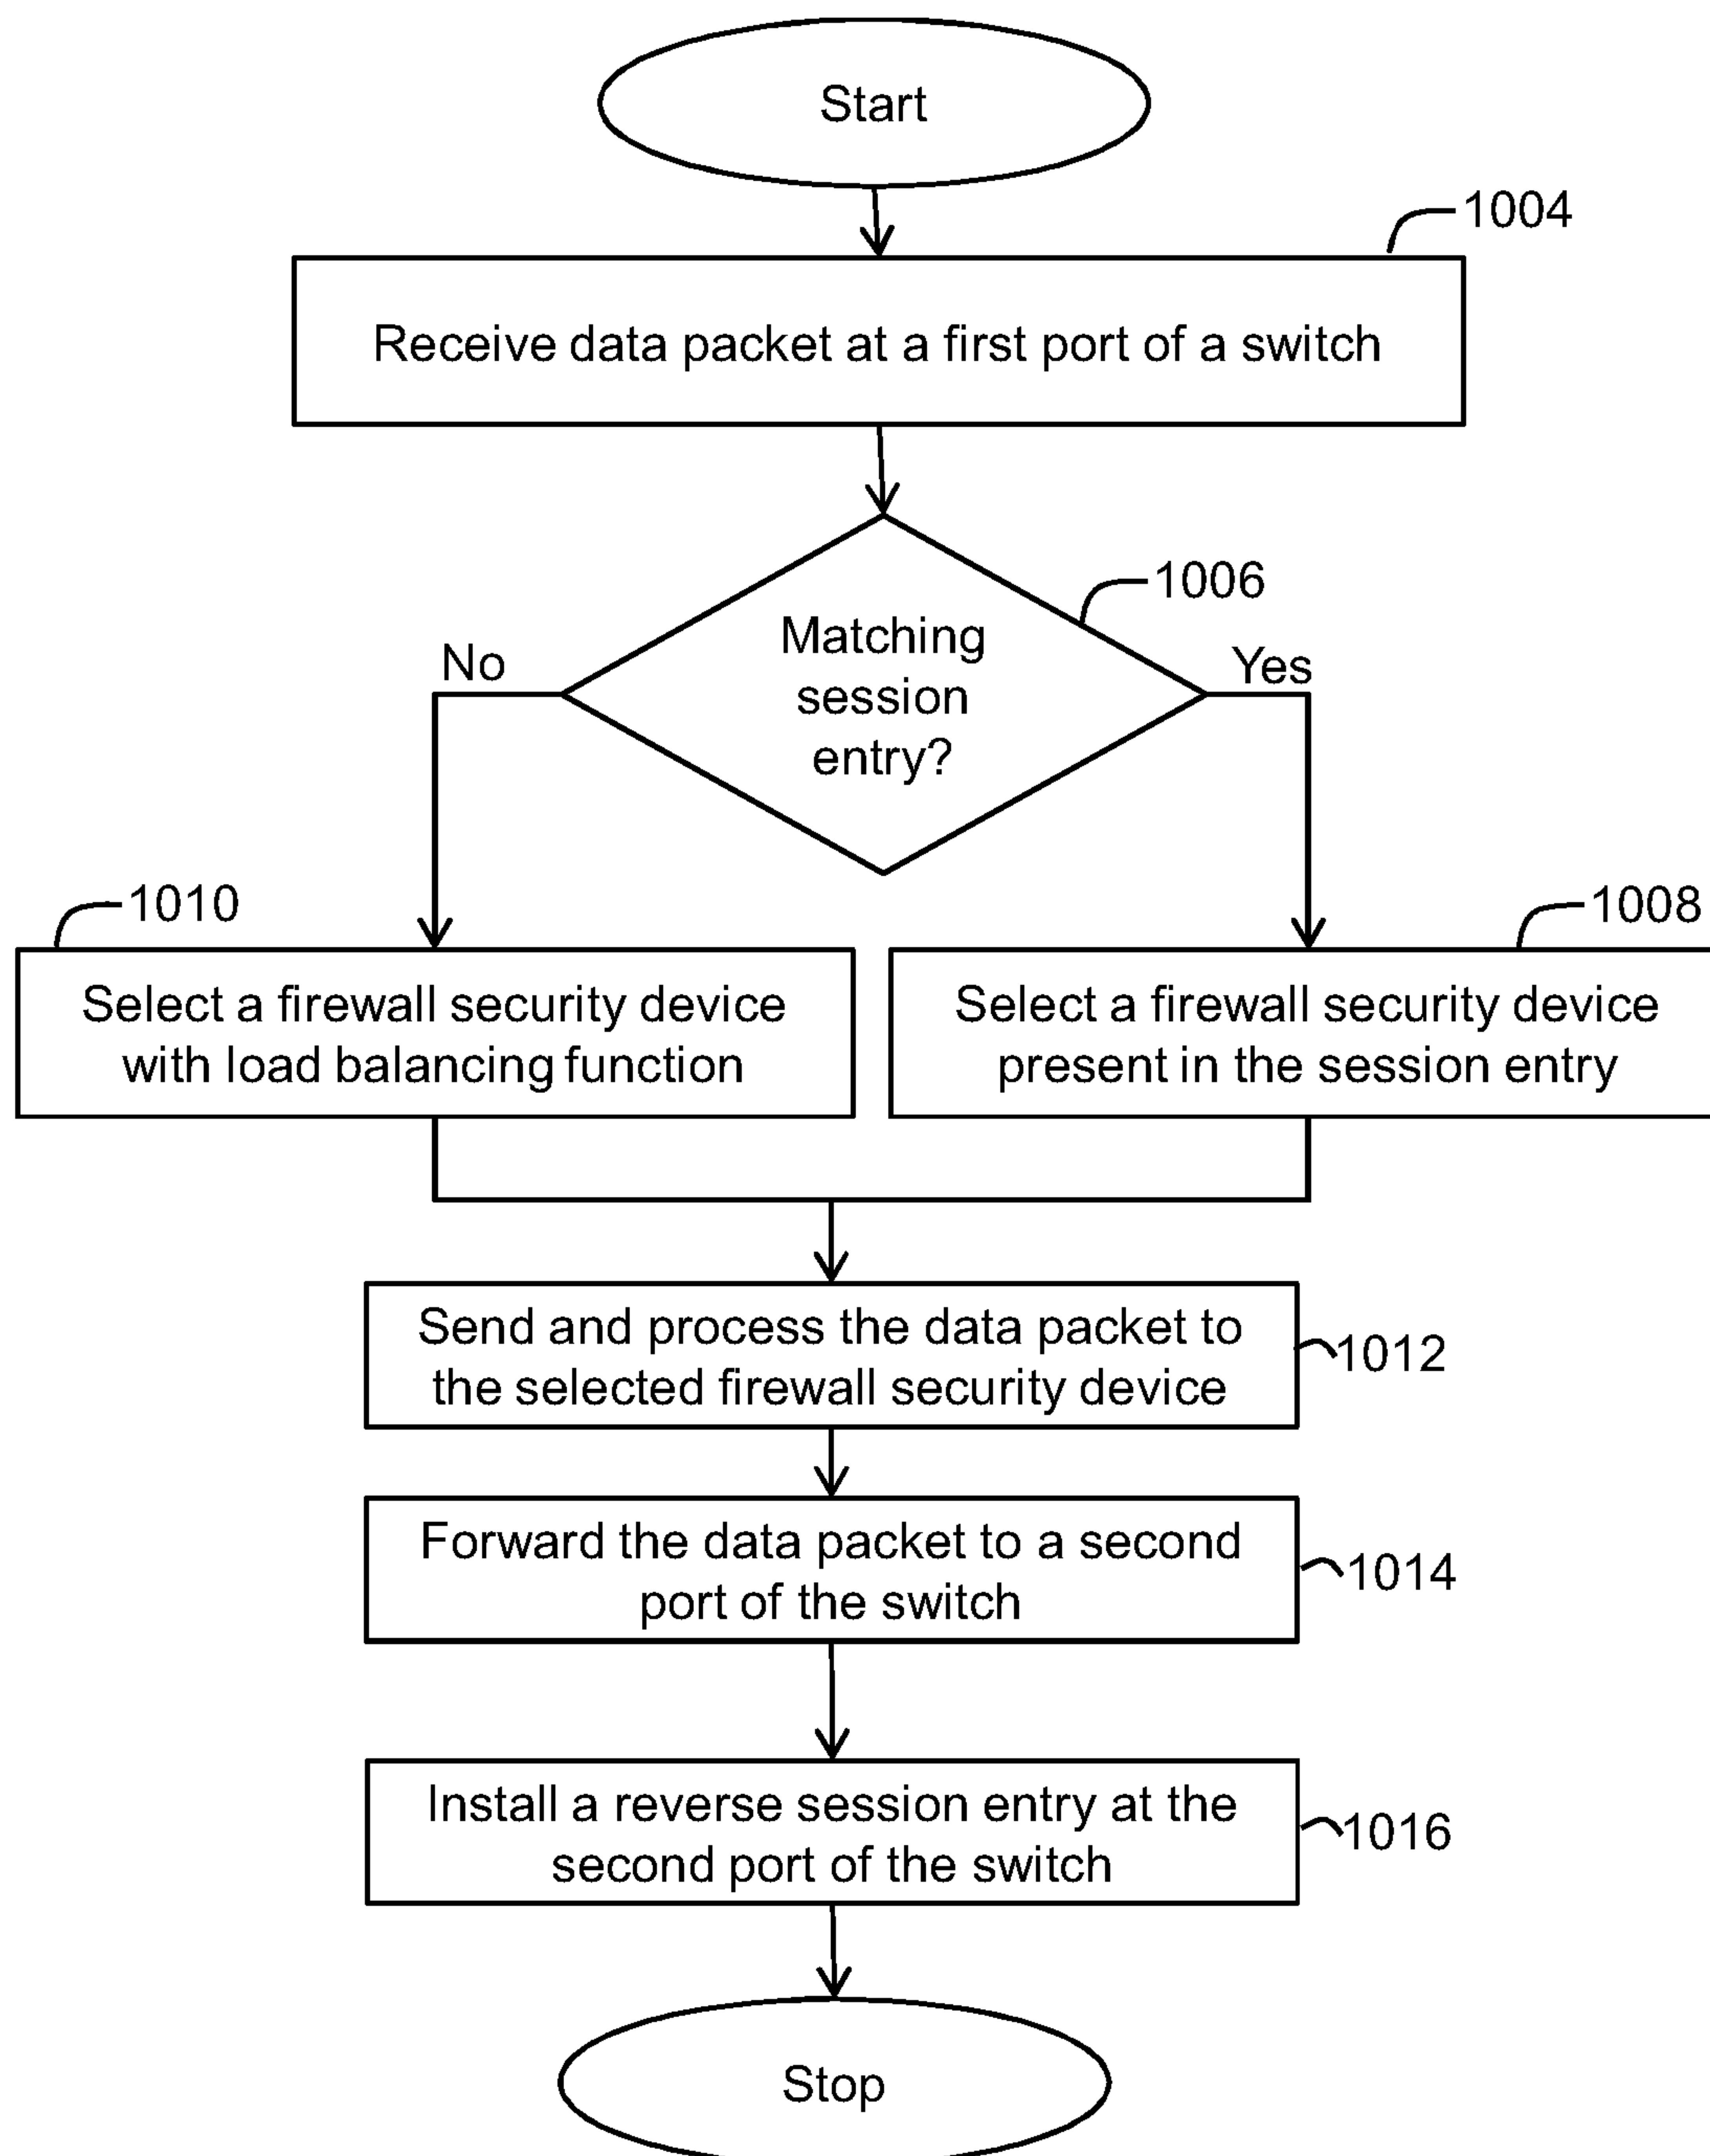 Start
1004
Receive data packet at a first port of a switch
1006
Matching
session
entry?
No
Yes
1010
1008
Select a firewall security device
with load balancing function
Select a firewall security device
present in the session entry
Send and process the data packet to
the selected firewall security device
1012
Forward the data packet to a second
port of the switch
1014
Install a reverse session entry at the
second port of the switch
1016
Stop